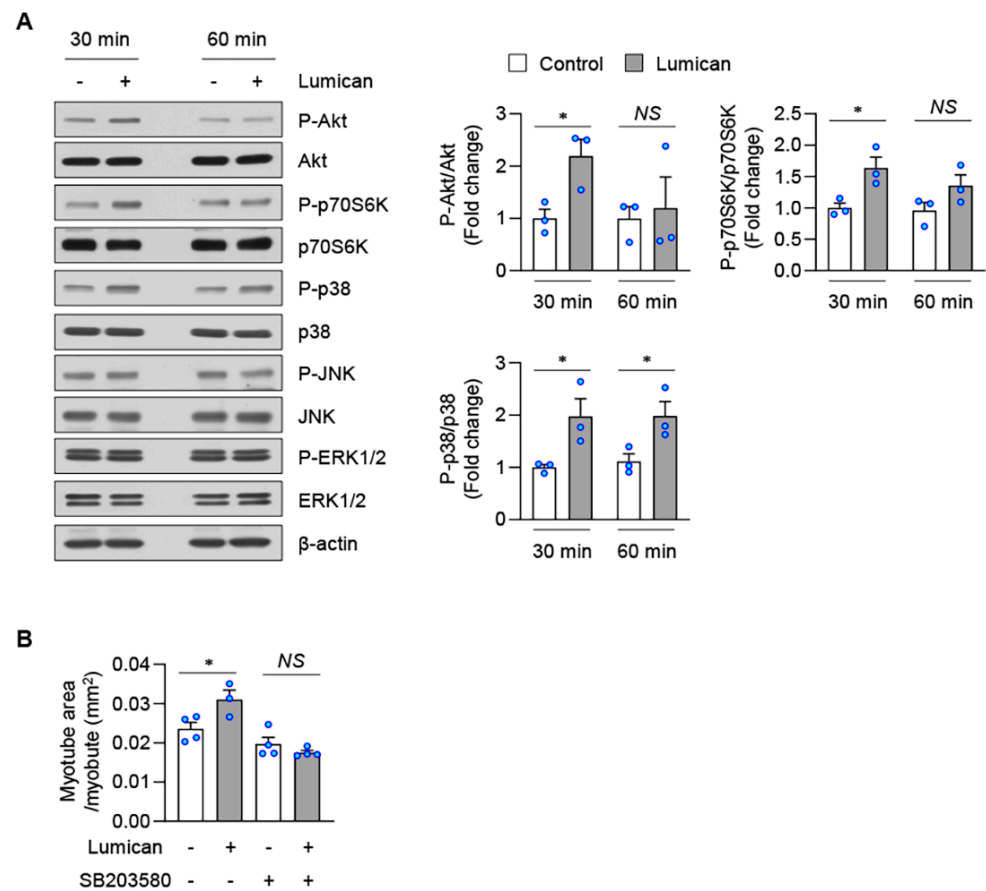 A
30 min 60 min
- + - + Lumican
P-Akt
Akt
P-p70S6K
p70S6K
P-p38
p38
P-JNK
JNK
P-ERK1/2
ERK1/2
β-actin
Control Lumican
P-Akt/Akt
(Fold change)
3
2
1
0
* NS
30 min 60 min
P-p70S6K/p70S6K
(Fold change)
2.5
2.0
1.5
1.0
0.5
0.0
* NS
30 min 60 min
P-p38/p38
(Fold change)
3
2
1
0
* *
30 min 60 min
B
Myotube area
/myobute (mm²)
0.04
0.03
0.02
0.01
0.00
* NS
Lumican - + - +
SB203580 - - + +